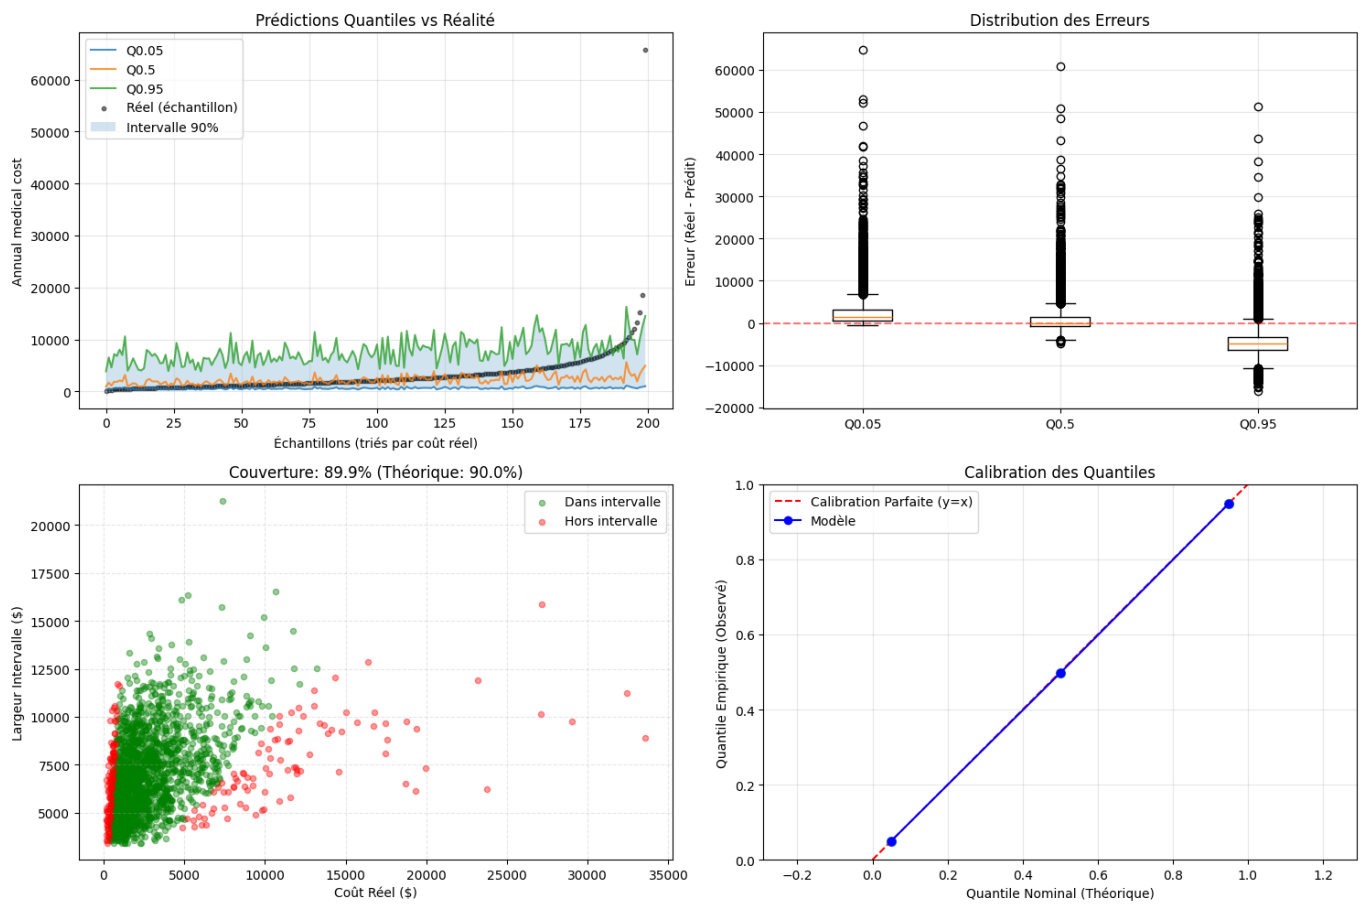 Prédictions Quantiles vs Réalité
Annual medical cost
60000
50000
40000
30000
20000
10000
0
Q0.05
Q0.5
Q0.95
Réel (échantillon)
Intervalle 90%
0 25 50 75 100 125 150 175 200
Échantillons (triés par coût réel)
Distribution des Erreurs
Erreur (Réel - Prédit)
60000
50000
40000
30000
20000
10000
0
−10000
−20000
Q0.05 Q0.5 Q0.95
Couverture: 89.9% (Théorique: 90.0%)
Largeur Intervalle ($)
20000
17500
15000
12500
10000
7500
5000
Dans intervalle
Hors intervalle
0 5000 10000 15000 20000 25000 30000 35000
Coût Réel ($)
Calibration des Quantiles
Quantile Empirique (Observé)
1.0
0.8
0.6
0.4
0.2
0.0
Calibration Parfaite (y=x)
Modèle
−0.2 0.0 0.2 0.4 0.6 0.8 1.0 1.2
Quantile Nominal (Théorique)